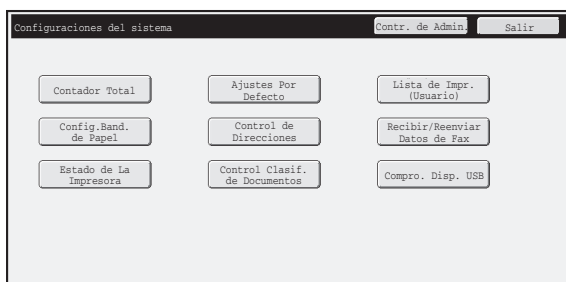 Configuraciones del sistema
Contr. de Admin.
Salir
Contador Total
Ajustes Por
Defecto
Lista de Impr.
(Usuario)
Config.Band.
de Papel
Control de
Direcciones
Recibir/Reenviar
Datos de Fax
Estado de La
Impresora
Control Clasif.
de Documentos
Compro. Disp. USB